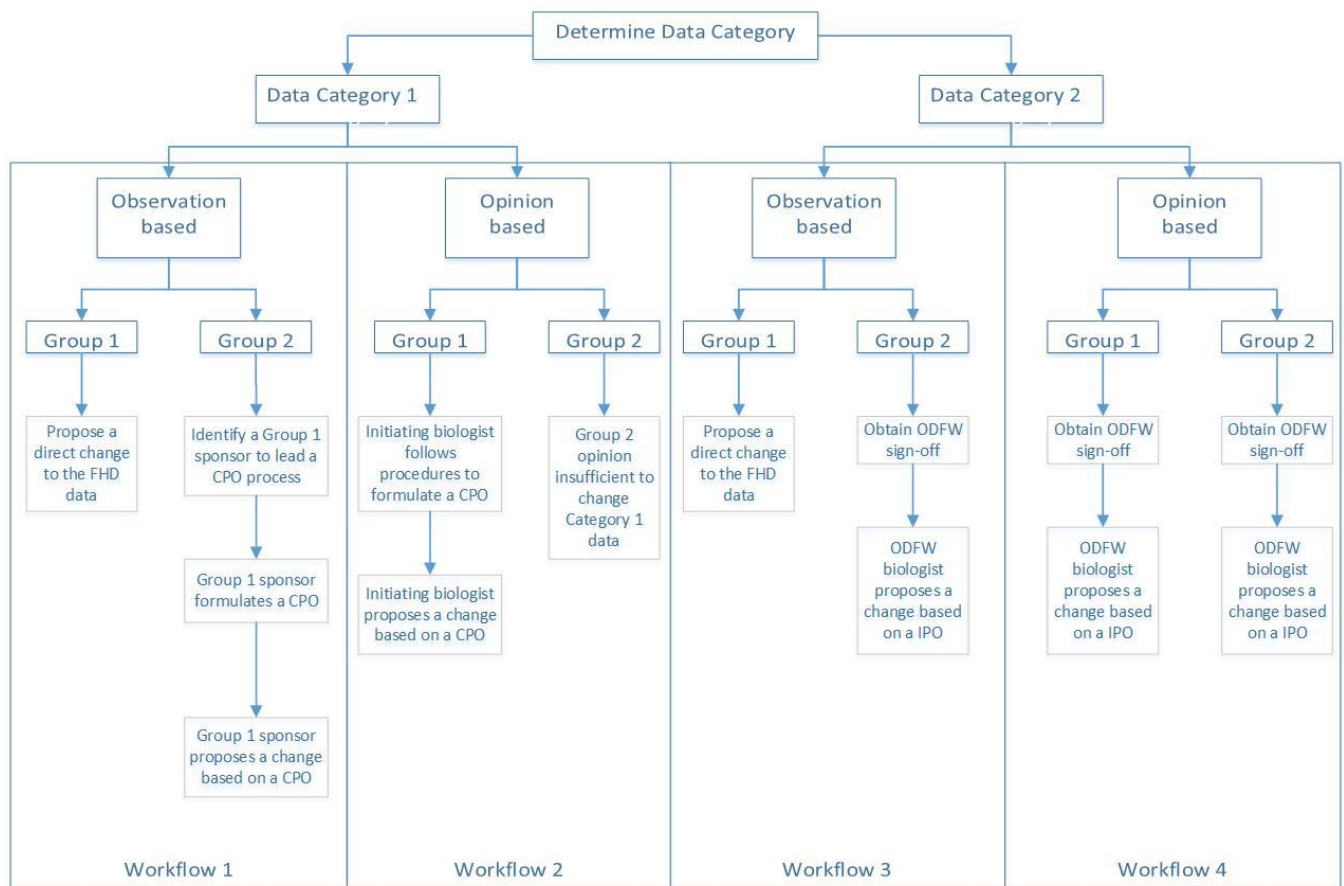 Determine Data Category
Data Category 1
Data Category 2
Observation
based
Opinion
based
Observation
based
Opinion
based
Group 1
Group 2
Group 1
Group 2
Group 1
Group 2
Group 1
Group 2
Propose a
direct change
to the FHD
data
Identify a Group 1
sponsor to lead a
CPO process
Group 1 sponsor
formulates a CPO
Group 1 sponsor
proposes a change
based on a CPO
Initiating biologist
follows
procedures to
formulate a CPO
Initiating biologist
proposes a change
based on a CPO
Group 2
opinion
insufficient to
change
Category 1
data
Propose a
direct change
to the FHD
data
Obtain ODFW
sign-off
ODFW
biologist
proposes a
change based
on a IPO
Obtain ODFW
sign-off
ODFW
biologist
proposes a
change based
on a IPO
Obtain ODFW
sign-off
ODFW
biologist
proposes a
change based
on a IPO
Workflow 1
Workflow 2
Workflow 3
Workflow 4